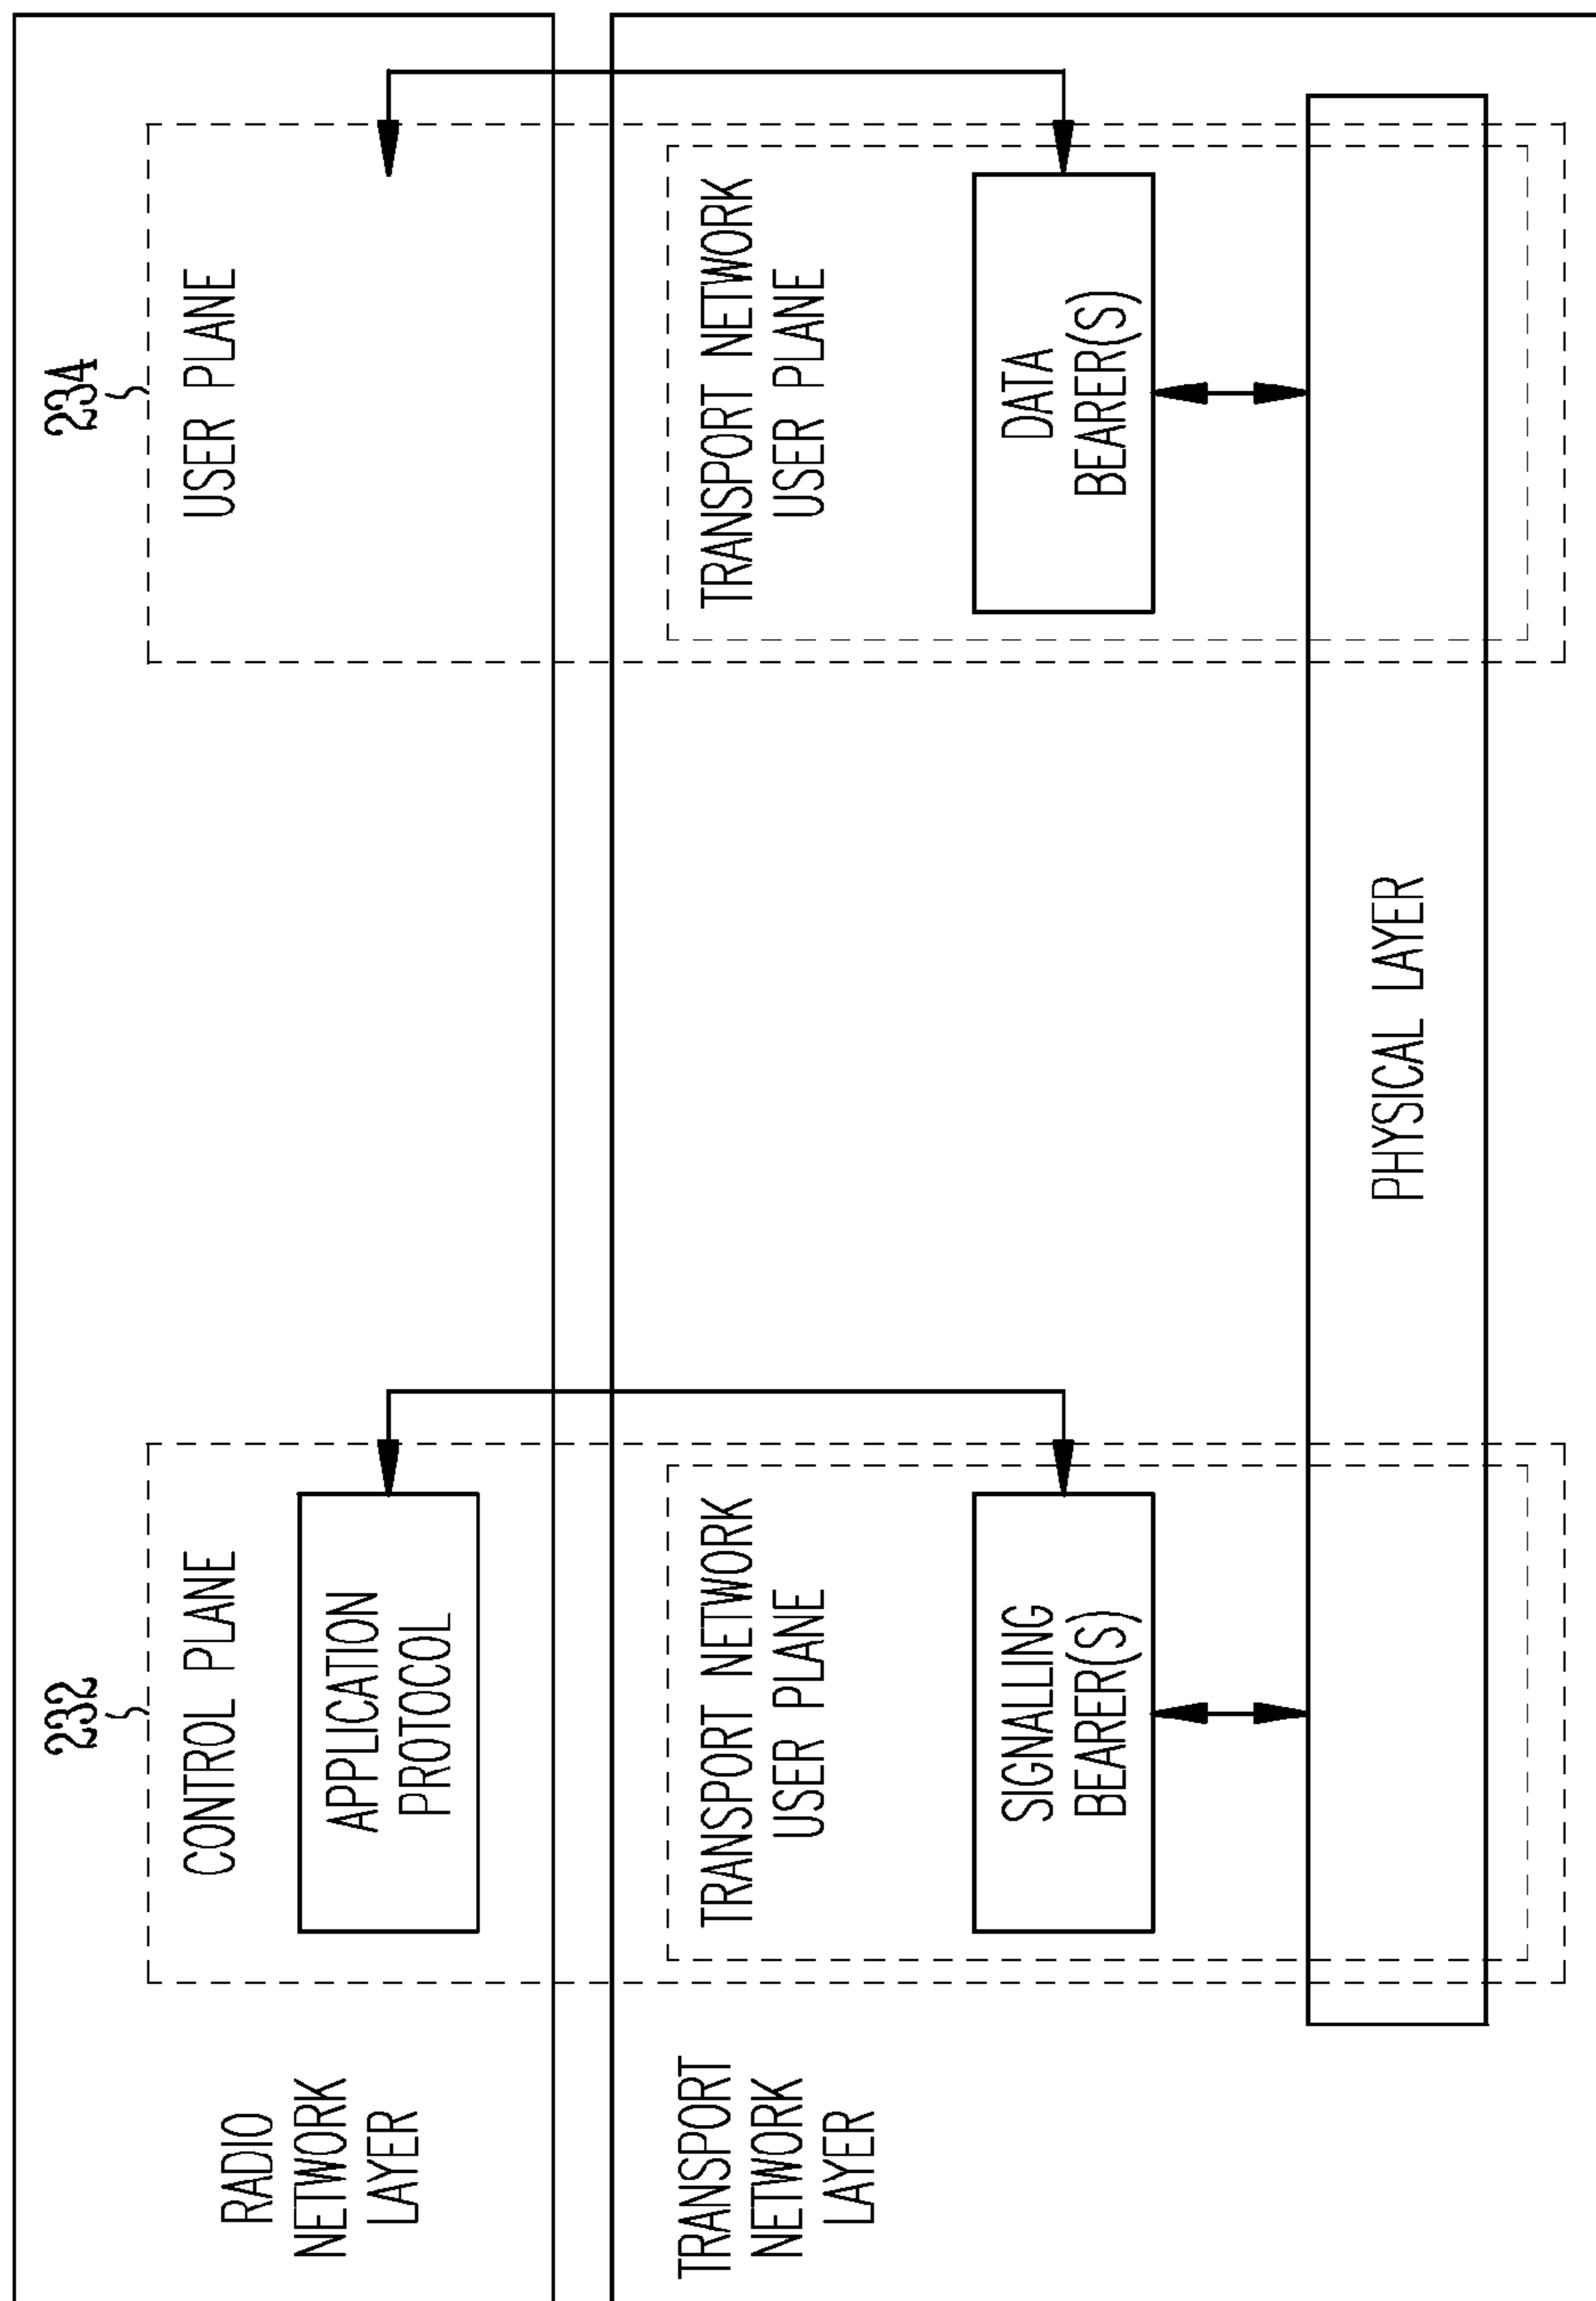 232
234
RADIO
NETWORK
LAYER
CONTROL PLANE
APPLICATION
PROTOCOL
USER PLANE
TRANSPORT
NETWORK
LAYER
TRANSPORT NETWORK
USER PLANE
SIGNALLING
BEARER(S)
TRANSPORT NETWORK
USER PLANE
DATA
BEARER(S)
PHYSICAL LAYER